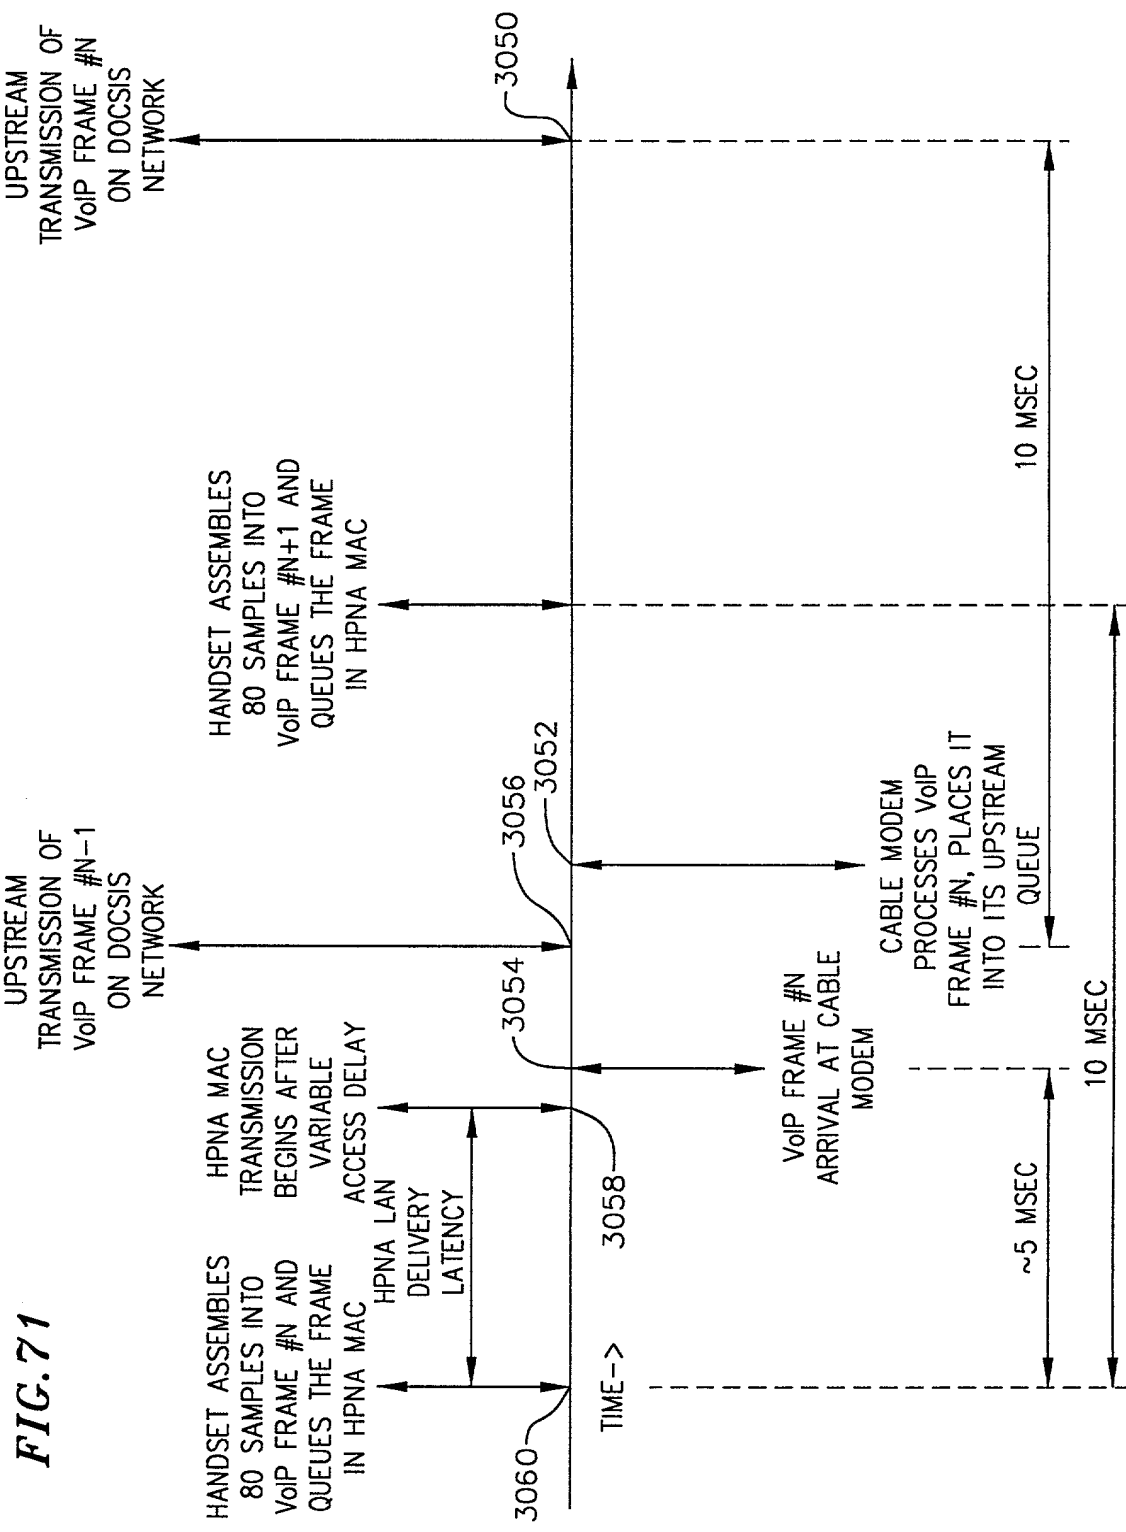 FIG.71
UPSTREAM
TRANSMISSION OF
VoIP FRAME #N-1
ON DOCSIS
NETWORK
UPSTREAM
TRANSMISSION OF
VoIP FRAME #N
ON DOCSIS
NETWORK
HANDSET ASSEMBLES
80 SAMPLES INTO
VoIP FRAME #N AND
QUEUES THE FRAME
IN HPNA MAC
HPNA MAC
TRANSMISSION
BEGINS AFTER
VARIABLE
ACCESS DELAY
HANDSET ASSEMBLES
80 SAMPLES INTO
VoIP FRAME #N+1 AND
QUEUES THE FRAME
IN HPNA MAC
HPNA LAN
DELIVERY
LATENCY
3060
3054
3056
3052
3050
TIME->
3058
VoIP FRAME #N
ARRIVAL AT CABLE
MODEM
CABLE MODEM
PROCESSES VoIP
FRAME #N, PLACES IT
INTO ITS UPSTREAM
QUEUE
~5 MSEC
10 MSEC
10 MSEC